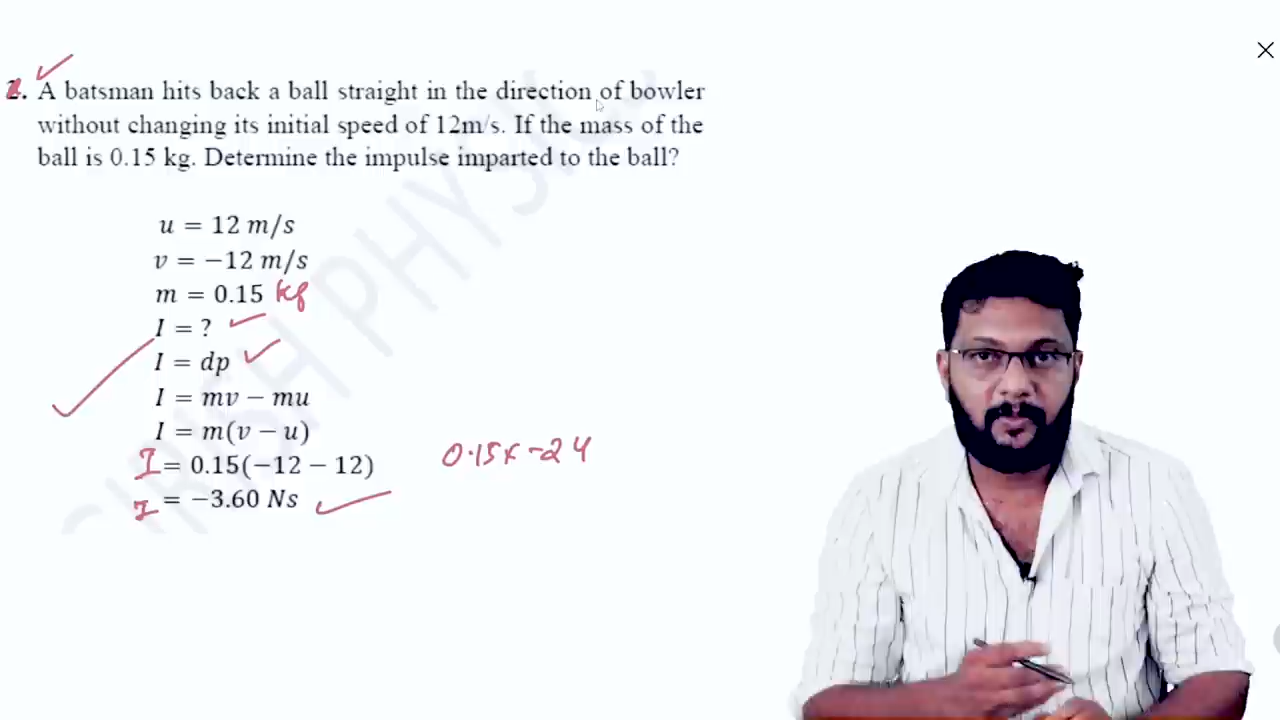 2. A batsman hits back a ball straight in the direction of bowler
without changing its initial speed of 12m/s. If the mass of the
ball is 0.15 kg. Determine the impulse imparted to the ball?
u = 12 m/s
v = −12 m/s
m = 0.15 kg
I = ?
I = dp
I = mv − mu
I = m(v − u)
I = 0.15(−12 − 12)
0.15x -24
I = −3.60 Ns